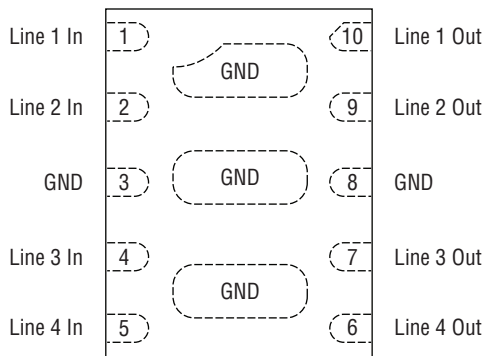 Line 1 In 1 10 Line 1 Out
GND
Line 2 In 2 9 Line 2 Out
GND 3 GND 8 GND
Line 3 In 4 7 Line 3 Out
GND
Line 4 In 5 6 Line 4 Out